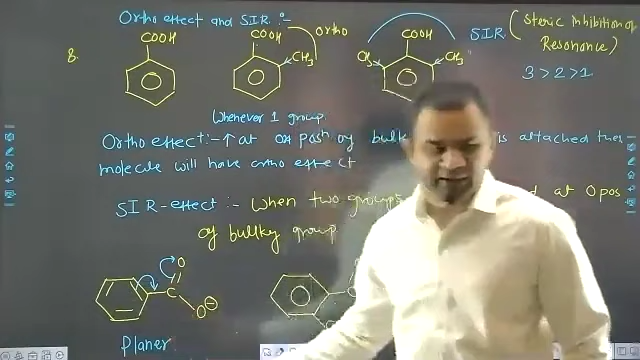 Ortho effect and SIR :-
8.
COOH
COOH
Ortho
CH3
COOH
CH3
CH3
SIR (Steric Inhibition of
Resonance)
3 > 2 > 1
Whenever 1 group
Ortho effect :- ↑ at posn of bulky is attached then
molecule will have ortho effect
SIR-effect :- When two groups at O pos
of bulky group
C
O
O⊖
Planer